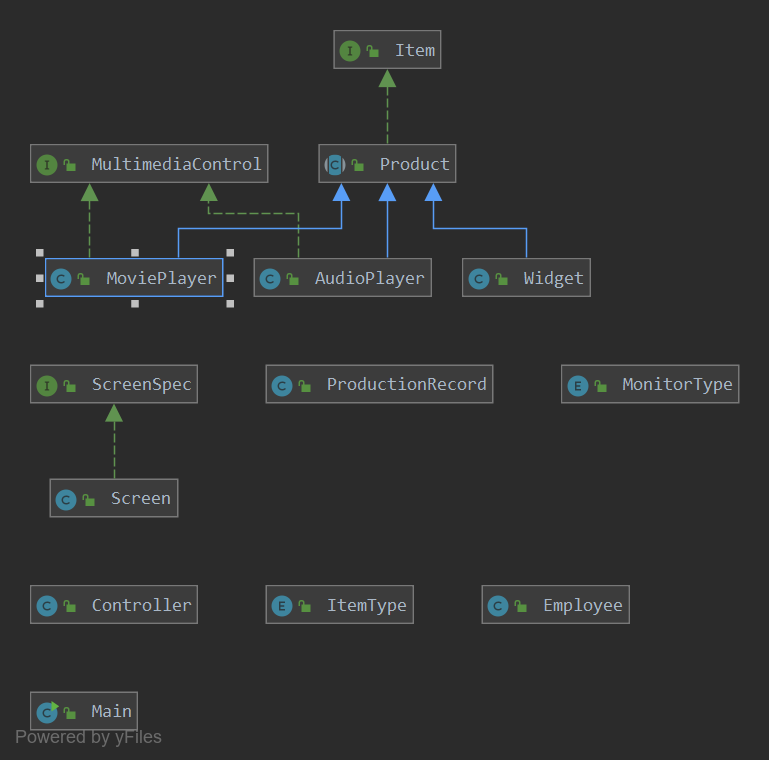 I Item
I MultimediaControl
C Product
C MoviePlayer
C AudioPlayer
C Widget
I ScreenSpec
C ProductionRecord
E MonitorType
C Screen
C Controller
E ItemType
C Employee
C Main
Powered by yFiles